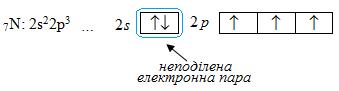 ₇N: 2s²2p³ ... 2s ↑↓ 2p ↑ ↑ ↑
неподілена
електронна пара